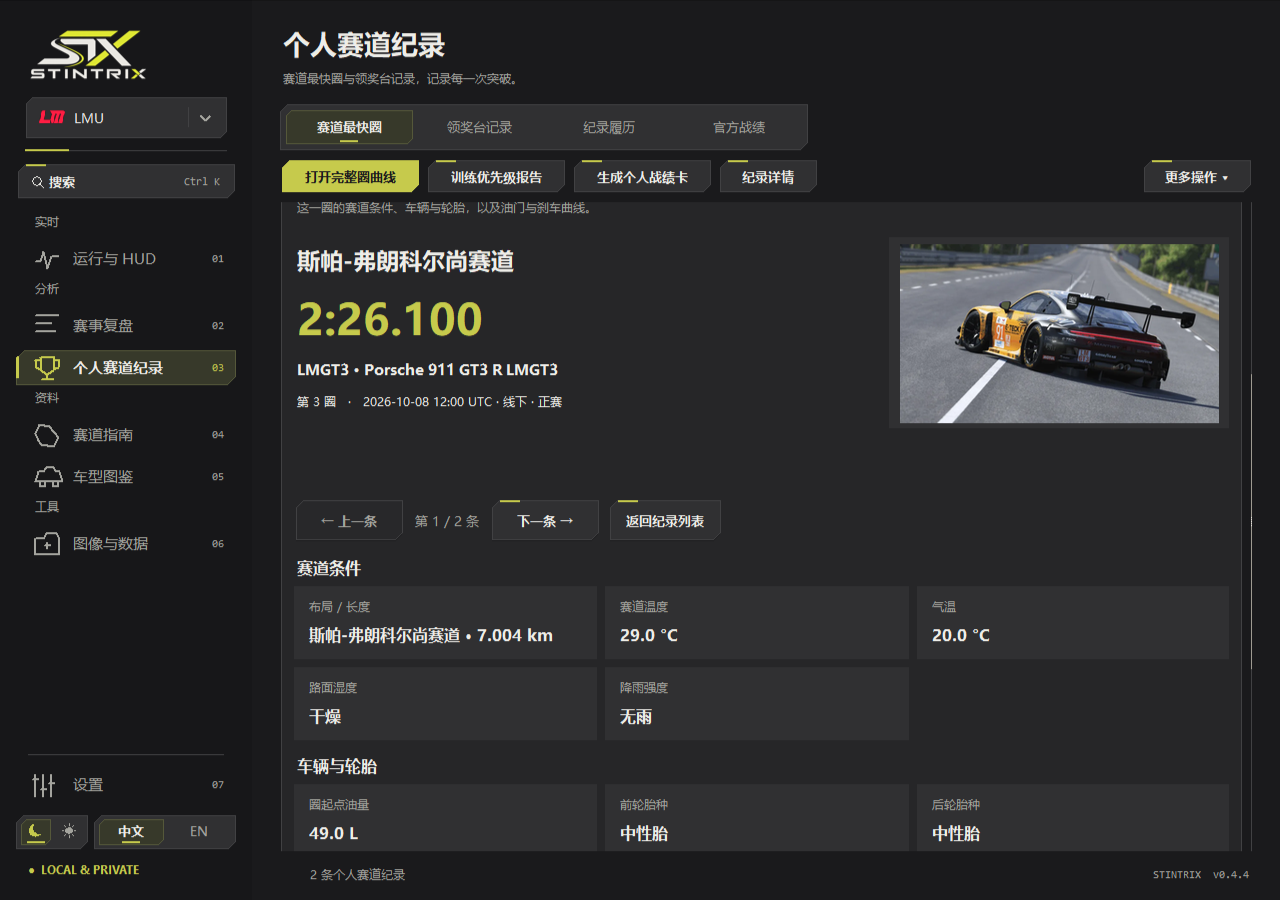 STX
STINTRIX
LMU
搜索 Ctrl K
实时
运行与 HUD 01
分析
赛事复盘 02
个人赛道纪录 03
资料
赛道指南 04
车型图鉴 05
工具
图像与数据 06
设置 07
中文 EN
• LOCAL & PRIVATE
个人赛道纪录
赛道最快圈与领奖台记录，记录每一次突破。
赛道最快圈 领奖台记录 纪录履历 官方战绩
打开完整圈曲线 训练优先级报告 生成个人战绩卡 纪录详情 更多操作 ▾
这一圈的赛道条件、车辆与轮胎，以及油门与刹车曲线。
斯帕-弗朗科尔尚赛道
2:26.100
LMGT3 • Porsche 911 GT3 R LMGT3
第 3 圈 · 2026-10-08 12:00 UTC · 线下 · 正赛
91
← 上一条 第 1 / 2 条 下一条 → 返回纪录列表
赛道条件
布局 / 长度 赛道温度 气温
斯帕-弗朗科尔尚赛道 • 7.004 km 29.0 °C 20.0 °C
路面湿度 降雨强度
干燥 无雨
车辆与轮胎
圈起点油量 前轮胎种 后轮胎种
49.0 L 中性胎 中性胎
2 条个人赛道纪录 STINTRIX v0.4.4